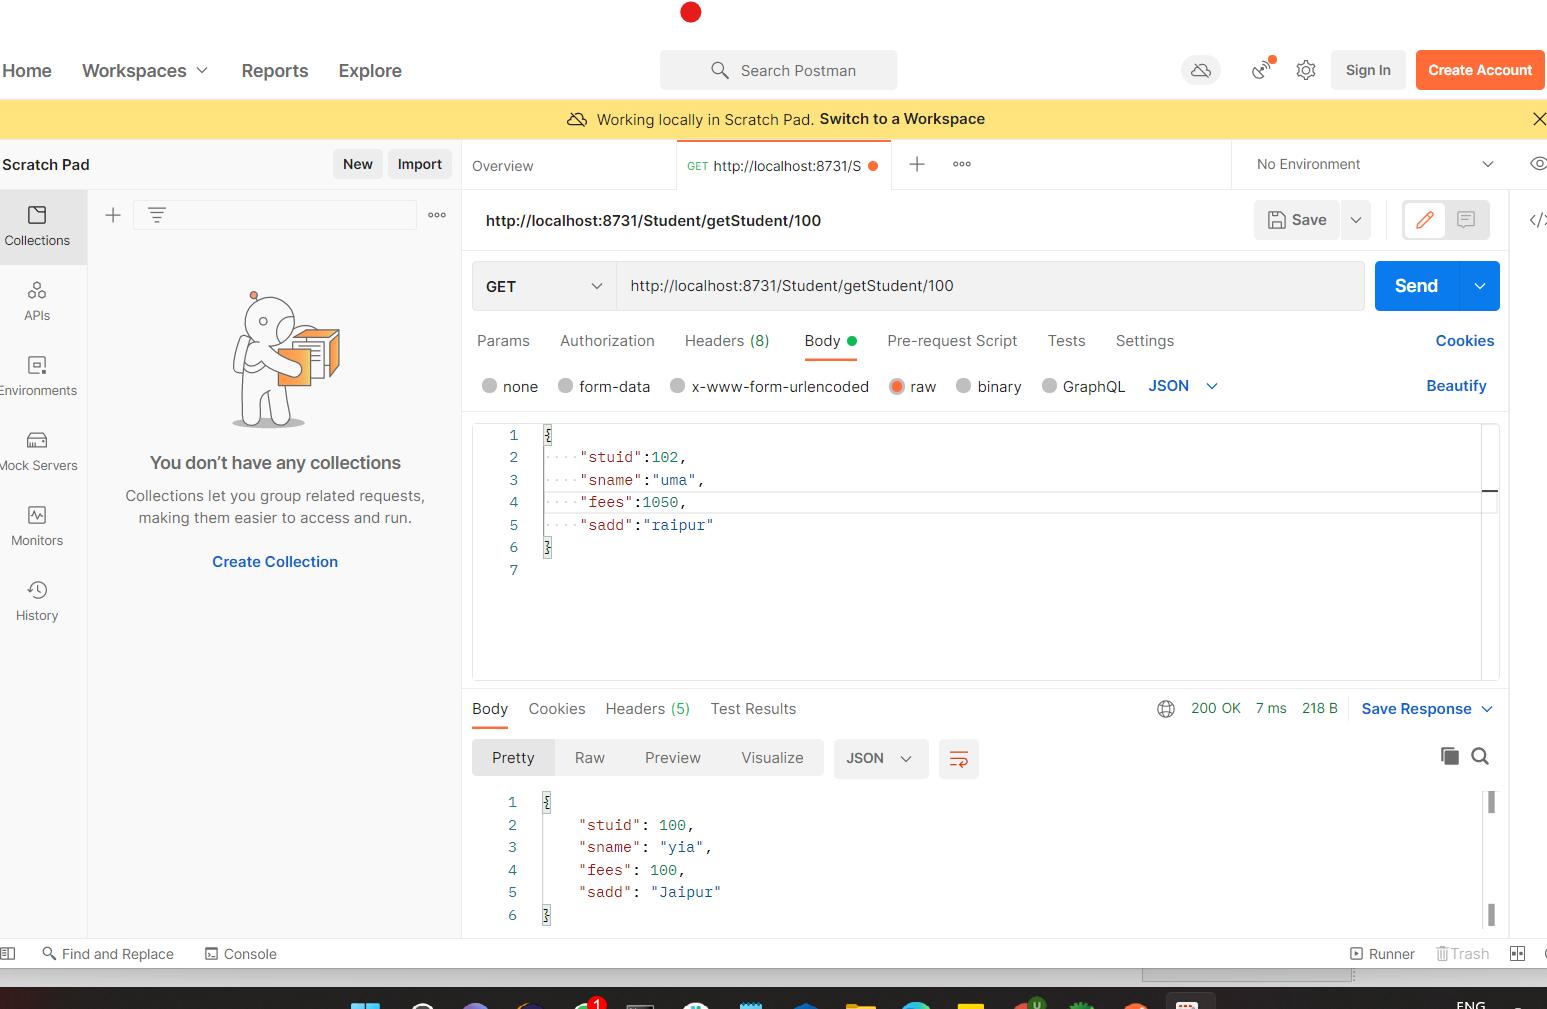 Home Workspaces Reports Explore Search Postman Sign In Create Account
Working locally in Scratch Pad. Switch to a Workspace
Scratch Pad New Import Overview GET http://localhost:8731/S No Environment
http://localhost:8731/Student/getStudent/100 Save
Collections
GET http://localhost:8731/Student/getStudent/100 Send
APIs
Params Authorization Headers (8) Body Pre-request Script Tests Settings Cookies
none form-data x-www-form-urlencoded raw binary GraphQL JSON Beautify
Environments
1 {
2 "stuid":102,
3 "sname":"uma",
4 "fees":1050,
5 "sadd":"raipur"
6 }
7
Mock Servers
You don't have any collections
Collections let you group related requests,
making them easier to access and run.
Create Collection
Monitors
History
Body Cookies Headers (5) Test Results 200 OK 7 ms 218 B Save Response
Pretty Raw Preview Visualize JSON
1 {
2 "stuid": 100,
3 "sname": "yia",
4 "fees": 100,
5 "sadd": "Jaipur"
6 }
Find and Replace Console Runner Trash
1 U ENG